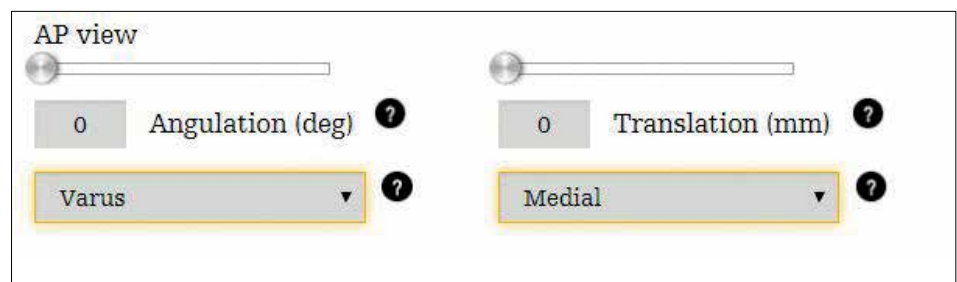 AP view
0 Angulation (deg) ? 0 Translation (mm) ?
Varus ▼ ? Medial ▼ ?